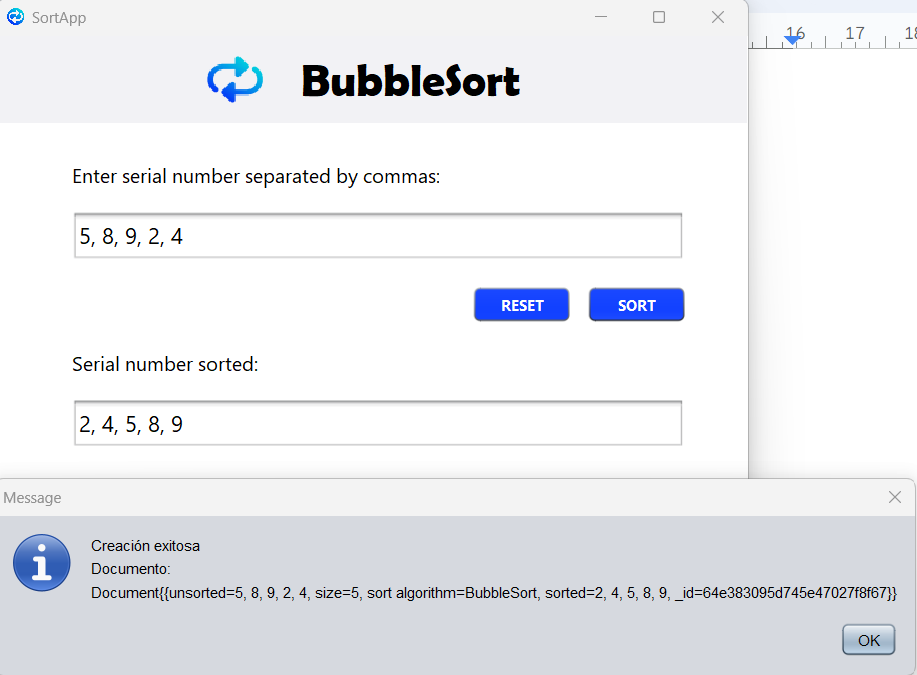 SortApp
16 17 18
BubbleSort
Enter serial number separated by commas:
5, 8, 9, 2, 4
RESET SORT
Serial number sorted:
2, 4, 5, 8, 9
Message
Creación exitosa
Documento:
Document{{unsorted=5, 8, 9, 2, 4, size=5, sort algorithm=BubbleSort, sorted=2, 4, 5, 8, 9, _id=64e383095d745e47027f8f67}}
OK